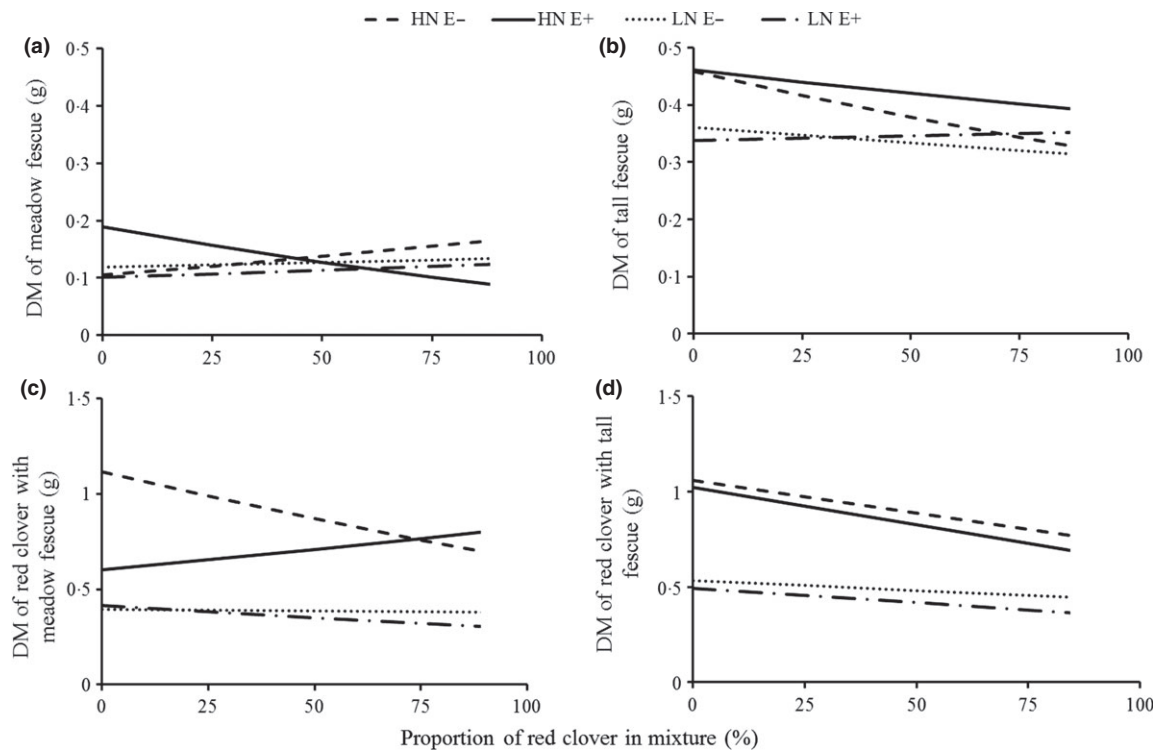 HN E− HN E+ LN E− LN E+
(a)
DM of meadow fescue (g)
0·5
0·4
0·3
0·2
0·1
0
0 25 50 75 100
(b)
DM of tall fescue (g)
0·5
0·4
0·3
0·2
0·1
0
0 25 50 75 100
(c)
DM of red clover with
meadow fescue (g)
1·5
1
0·5
0
0 25 50 75 100
(d)
DM of red clover with tall
fescue (g)
1·5
1
0·5
0
0 25 50 75 100
Proportion of red clover in mixture (%)